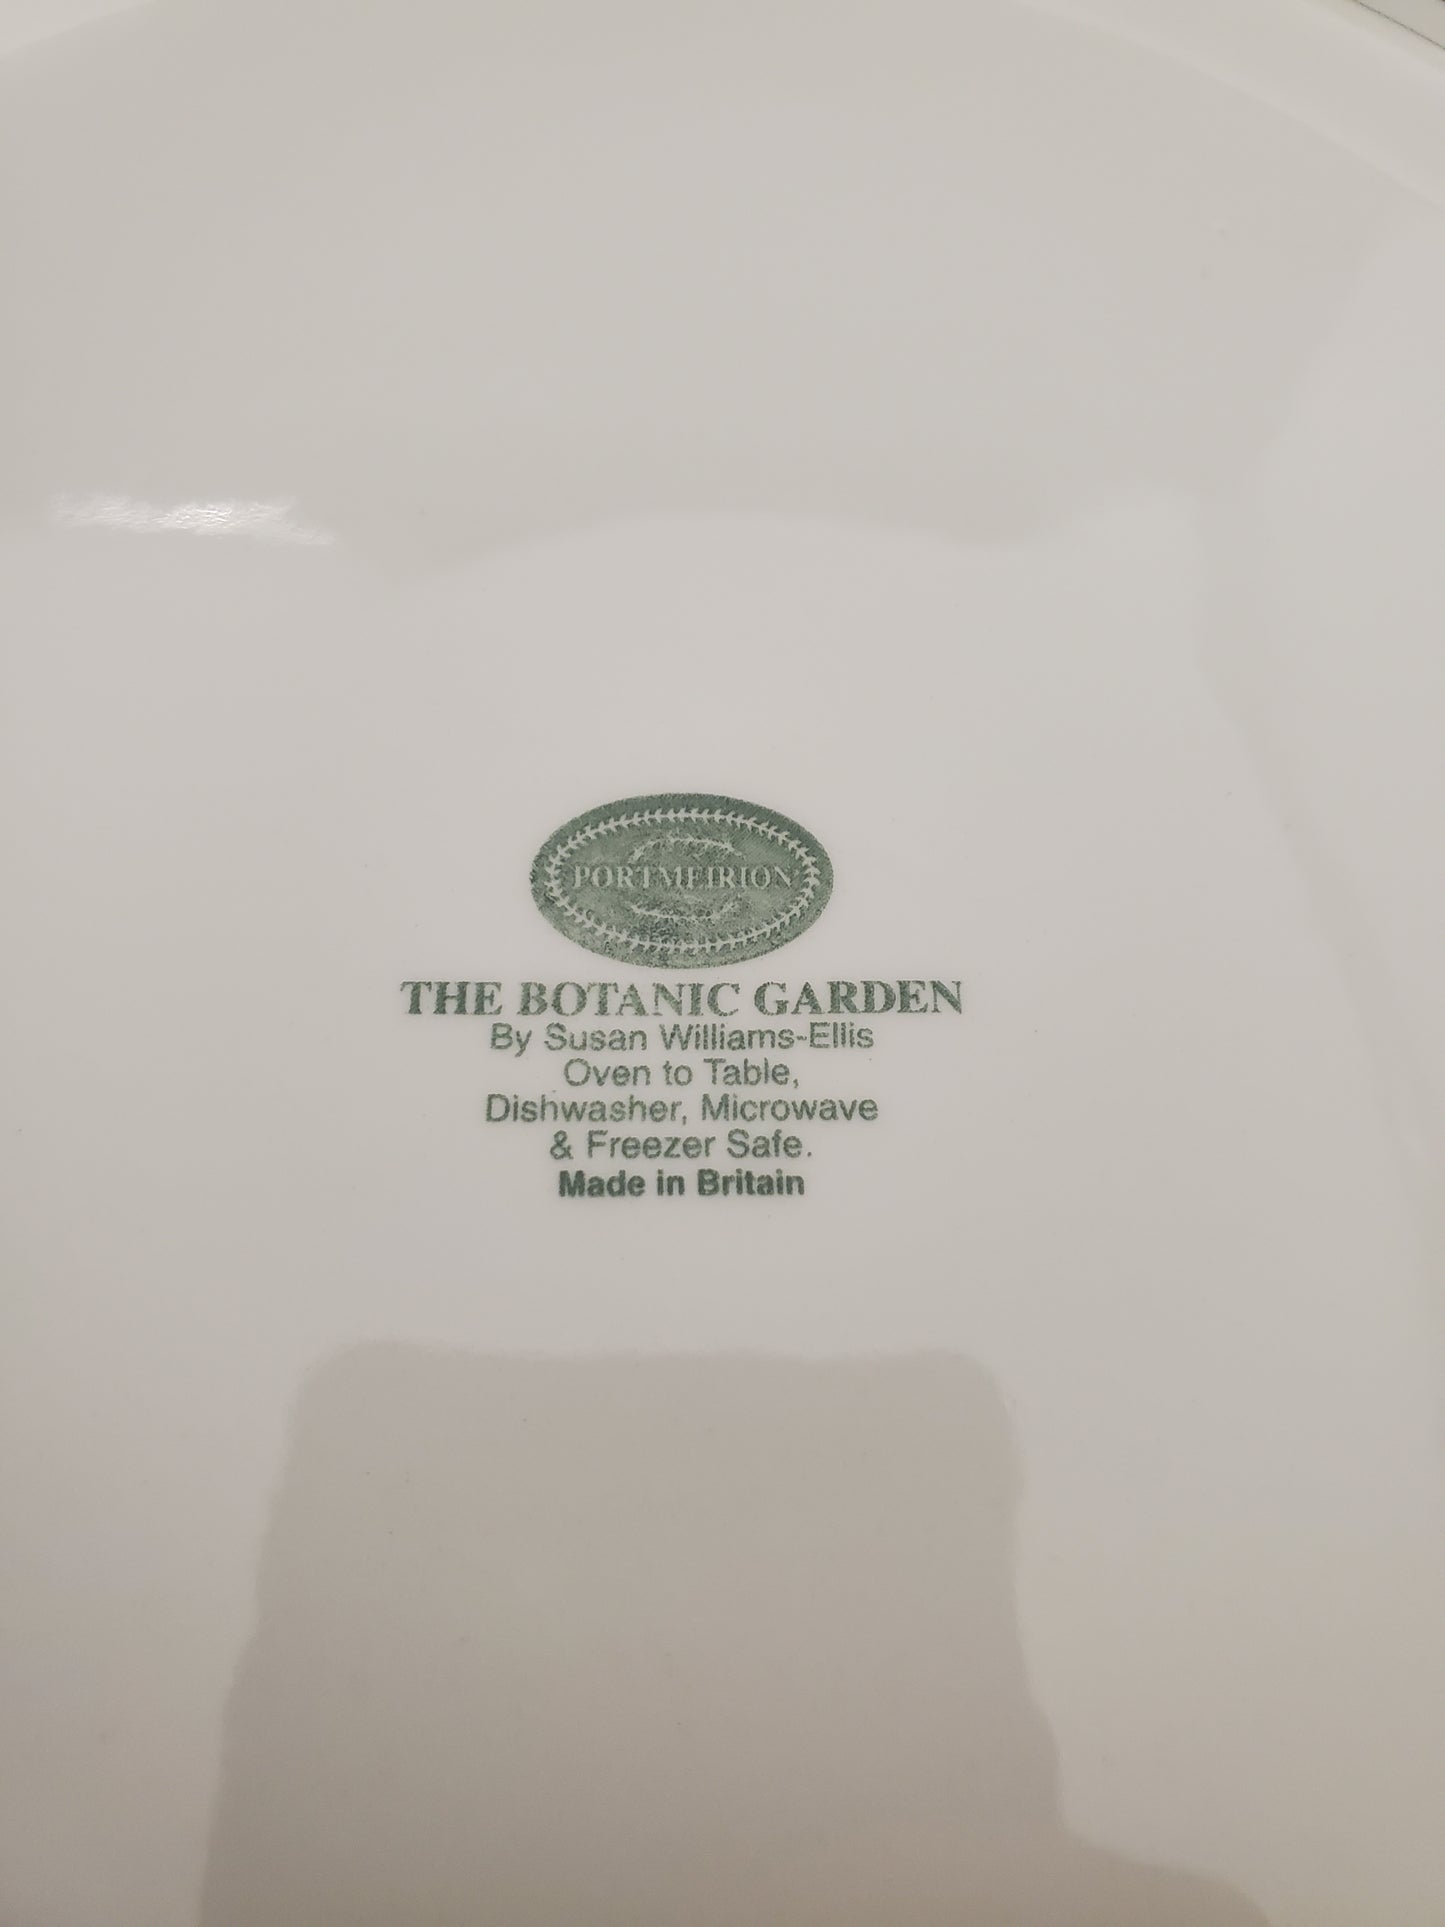 PORTMEIRION
THE BOTANIC GARDEN
By Susan Williams-Ellis
Oven to Table,
Dishwasher, Microwave
& Freezer Safe.
Made in Britain